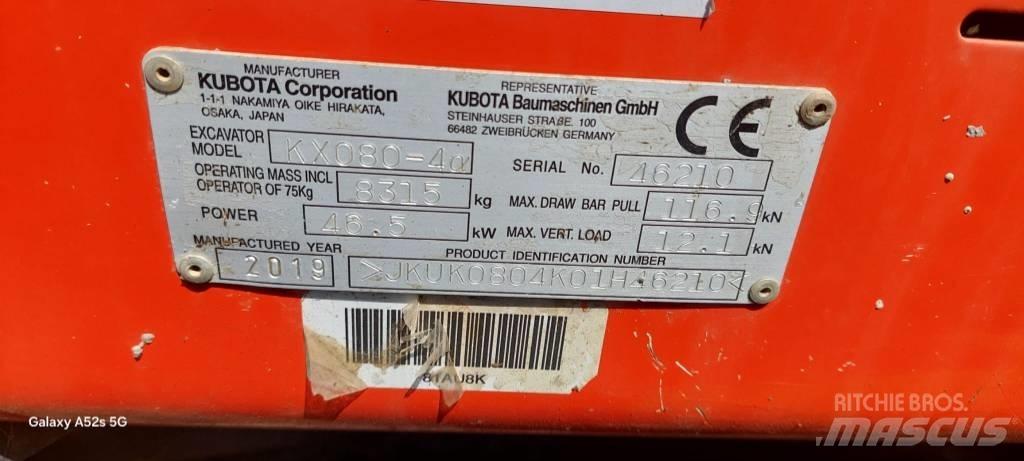 MANUFACTURER
KUBOTA Corporation
1-1-1 NAKAMIYA OIKE HIRAKATA,
OSAKA, JAPAN
REPRESENTATIVE
KUBOTA Baumaschinen GmbH
STEINHAUSER STRAßE. 100
66482 ZWEIBRÜCKEN GERMANY
CE
EXCAVATOR
MODEL KX080-4α
SERIAL No. 46210
OPERATING MASS INCL
OPERATOR OF 75Kg 8315 kg
MAX. DRAW BAR PULL 116.9 kN
POWER 46.5 kW
MAX. VERT. LOAD 12.1 kN
MANUFACTURED YEAR
2019
PRODUCT IDENTIFICATION NUMBER
>JKUK0804K01H46210<
81AU8K
Galaxy A52s 5G
RITCHIE BROS.
MASCUS